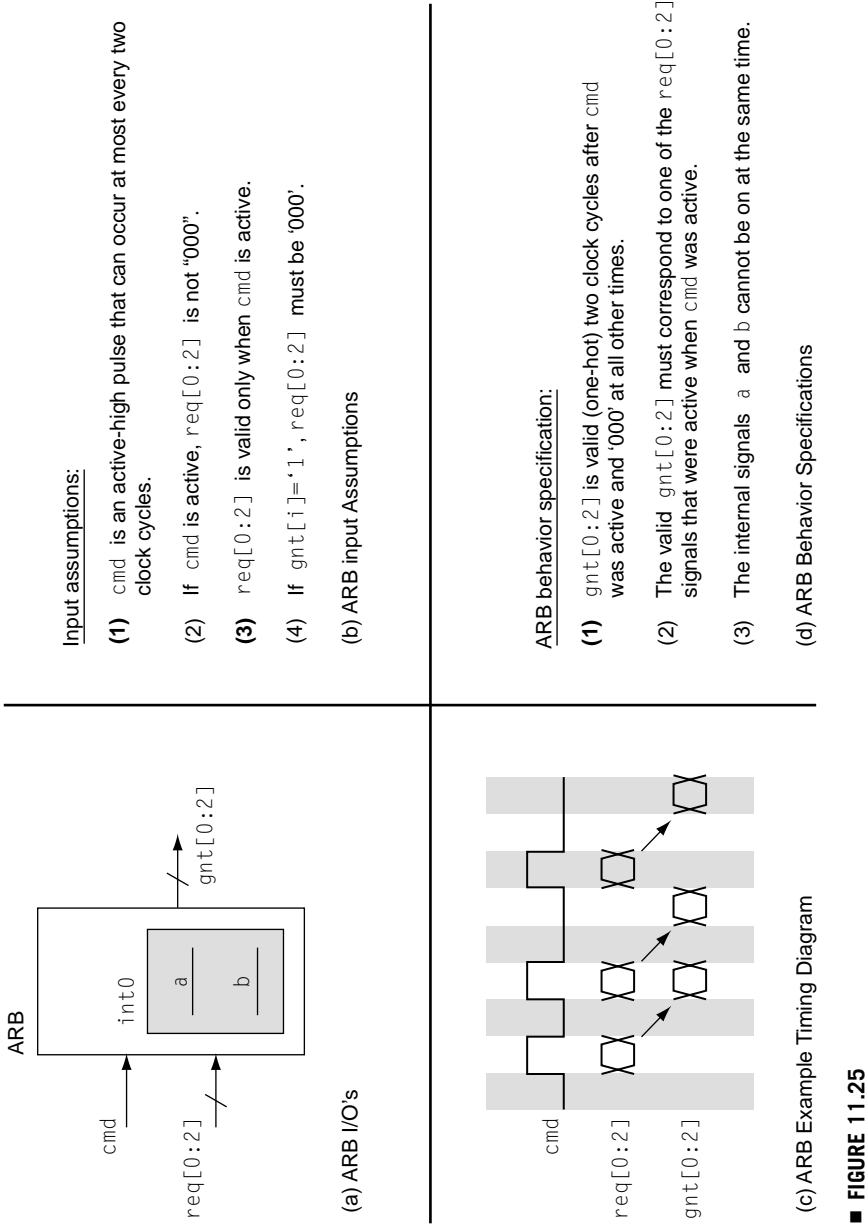 ARB
cmd
req[0:2]
int0
a
b
gnt[0:2]
(a) ARB I/O's
Input assumptions:
(1) cmd is an active-high pulse that can occur at most every two
clock cycles.
(2) If cmd is active, req[0:2] is not “000”.
(3) req[0:2] is valid only when cmd is active.
(4) If gnt[i]=‘1’, req[0:2] must be ‘000’.
(b) ARB input Assumptions
cmd
req[0:2]
gnt[0:2]
(c) ARB Example Timing Diagram
ARB behavior specification:
(1) gnt[0:2] is valid (one-hot) two clock cycles after cmd
was active and ‘000’ at all other times.
(2) The valid gnt[0:2] must correspond to one of the req[0:2]
signals that were active when cmd was active.
(3) The internal signals a and b cannot be on at the same time.
(d) ARB Behavior Specifications
■ FIGURE 11.25